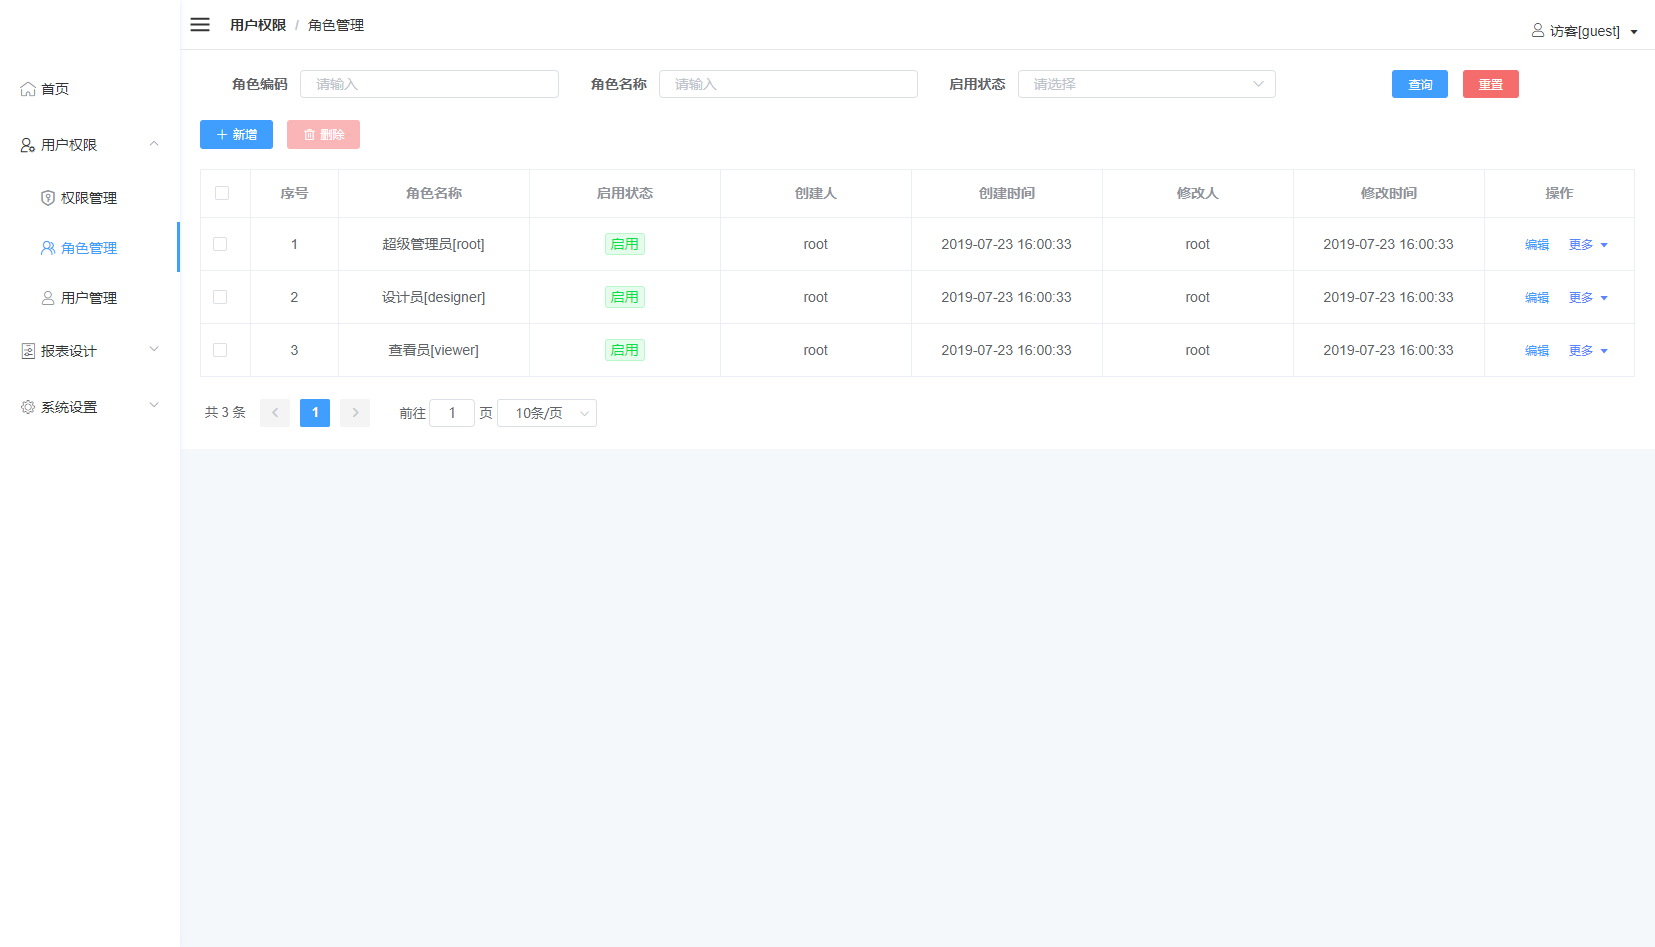 用户权限 / 角色管理
访客[guest]
首页
用户权限
权限管理
角色管理
用户管理
报表设计
系统设置
角色编码 请输入 角色名称 请输入 启用状态 请选择 查询 重置
新增 删除
序号 角色名称 启用状态 创建人 创建时间 修改人 修改时间 操作
1 超级管理员[root] 启用 root 2019-07-23 16:00:33 root 2019-07-23 16:00:33 编辑 更多
2 设计员[designer] 启用 root 2019-07-23 16:00:33 root 2019-07-23 16:00:33 编辑 更多
3 查看员[viewer] 启用 root 2019-07-23 16:00:33 root 2019-07-23 16:00:33 编辑 更多
共 3 条 1 前往 1 页 10条/页